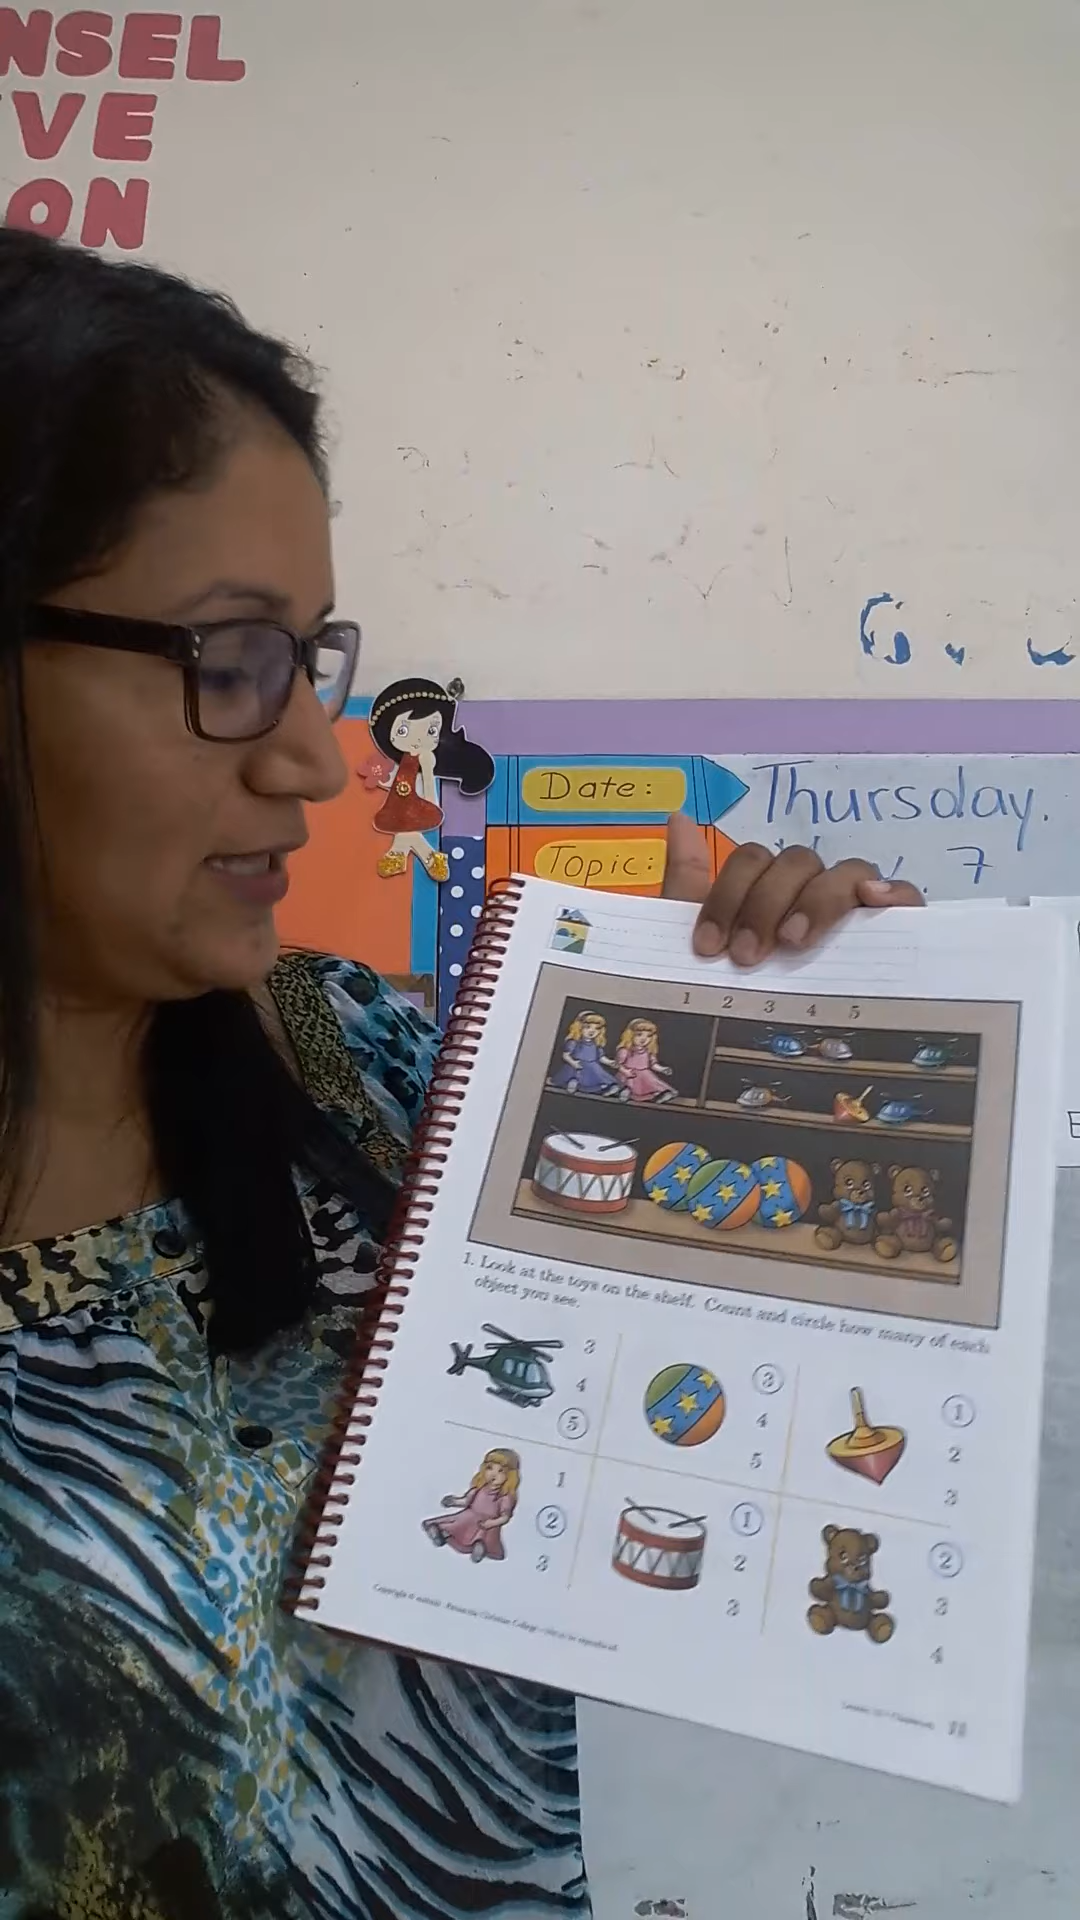 NSEL
VE
ON
Date: Thursday.
Topic: 7
1 2 3 4 5
1. Look at the toys on the shelf. Count and circle how many of each
object you see.
3
4
5
3
4
5
1
2
3
1
2
3
1
2
3
2
3
4
11